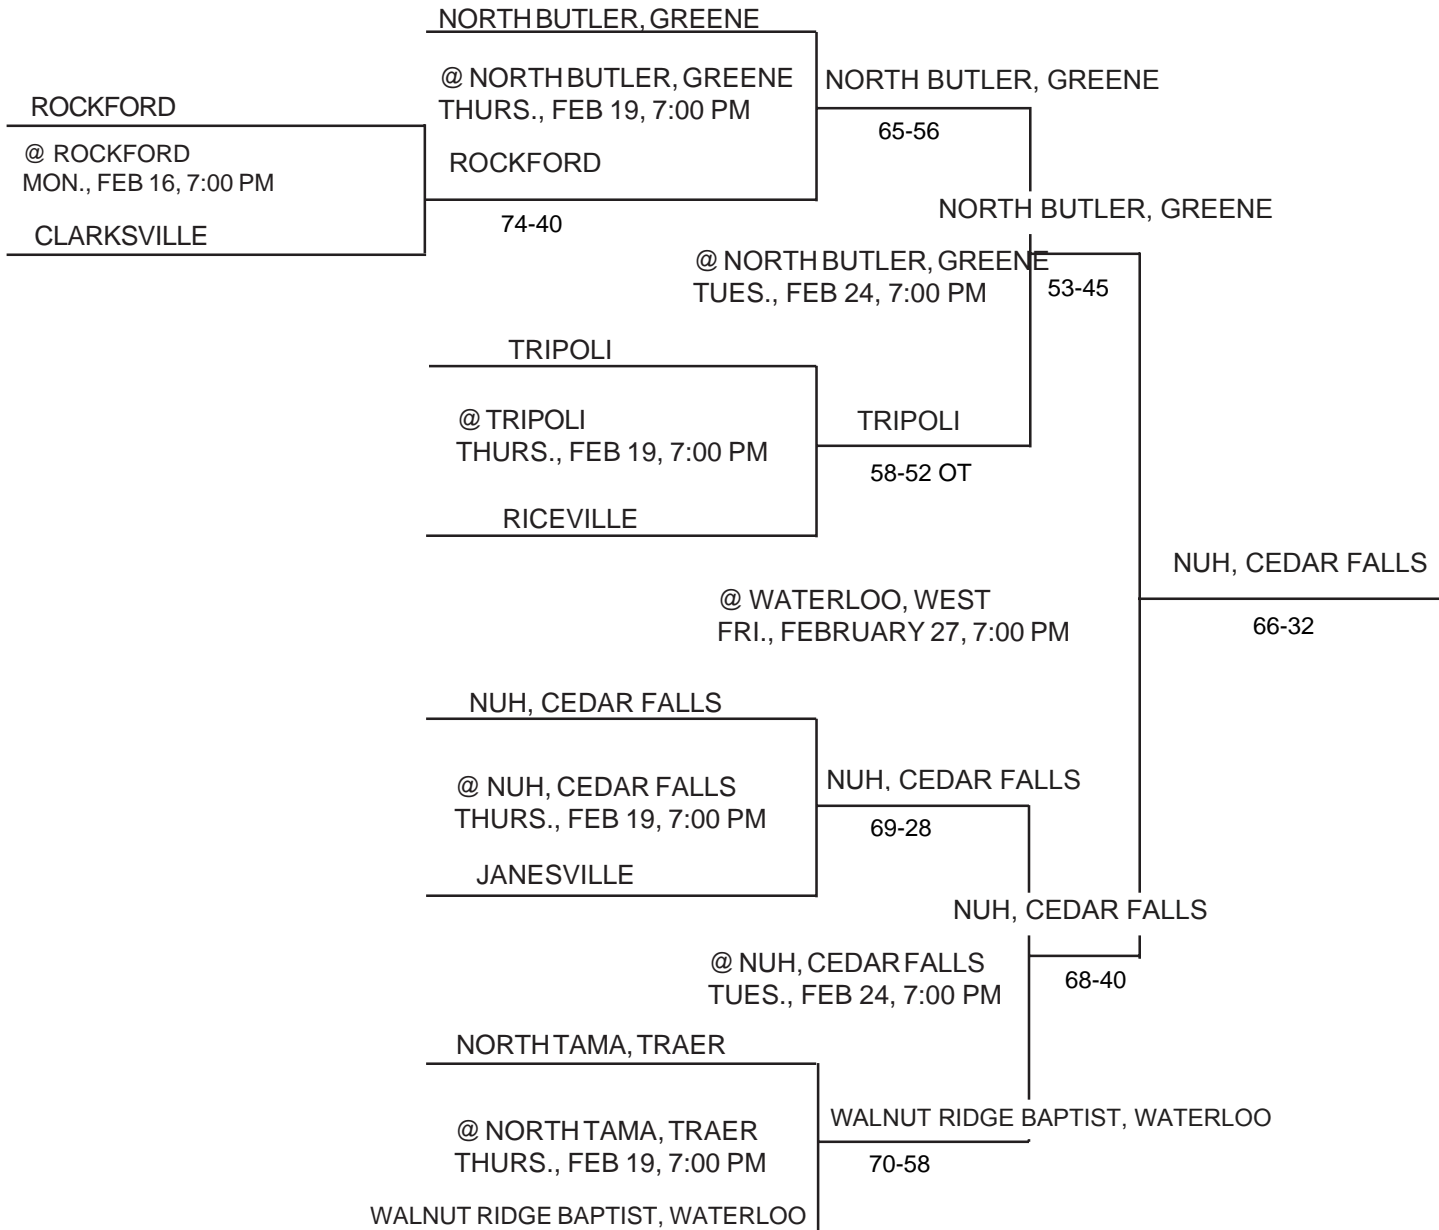 NORTH BUTLER, GREENE
@ NORTH BUTLER, GREENE
THURS., FEB 19, 7:00 PM
NORTH BUTLER, GREENE
65-56
ROCKFORD
@ ROCKFORD
MON., FEB 16, 7:00 PM
CLARKSVILLE
ROCKFORD
74-40
NORTH BUTLER, GREENE
@ NORTH BUTLER, GREENE
TUES., FEB 24, 7:00 PM
53-45
TRIPOLI
@ TRIPOLI
THURS., FEB 19, 7:00 PM
TRIPOLI
58-52 OT
RICEVILLE
NUH, CEDAR FALLS
66-32
@ WATERLOO, WEST
FRI., FEBRUARY 27, 7:00 PM
NUH, CEDAR FALLS
@ NUH, CEDAR FALLS
THURS., FEB 19, 7:00 PM
NUH, CEDAR FALLS
69-28
JANESVILLE
NUH, CEDAR FALLS
@ NUH, CEDAR FALLS
TUES., FEB 24, 7:00 PM
68-40
NORTH TAMA, TRAER
@ NORTH TAMA, TRAER
THURS., FEB 19, 7:00 PM
WALNUT RIDGE BAPTIST, WATERLOO
70-58
WALNUT RIDGE BAPTIST, WATERLOO